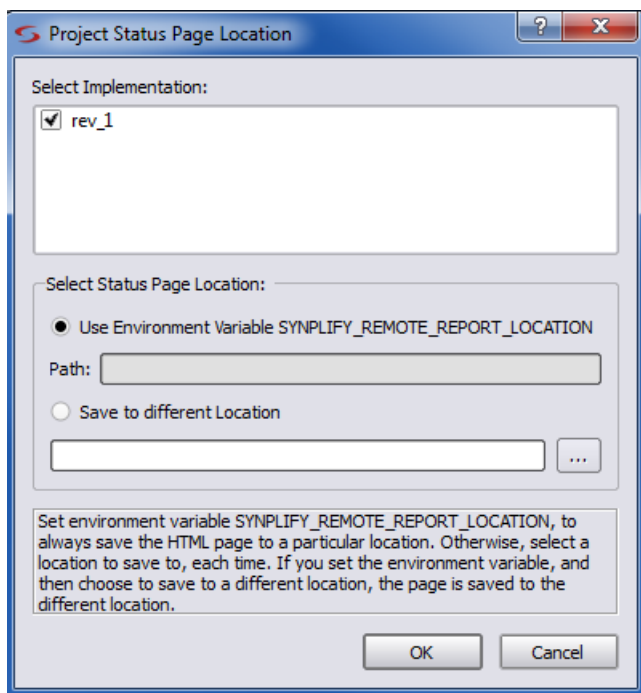 Project Status Page Location
?
X
Select Implementation:
rev_1
Select Status Page Location:
Use Environment Variable SYNPLIFY_REMOTE_REPORT_LOCATION
Path:
Save to different Location
...
Set environment variable SYNPLIFY_REMOTE_REPORT_LOCATION, to
always save the HTML page to a particular location. Otherwise, select a
location to save to, each time. If you set the environment variable, and
then choose to save to a different location, the page is saved to the
different location.
OK Cancel